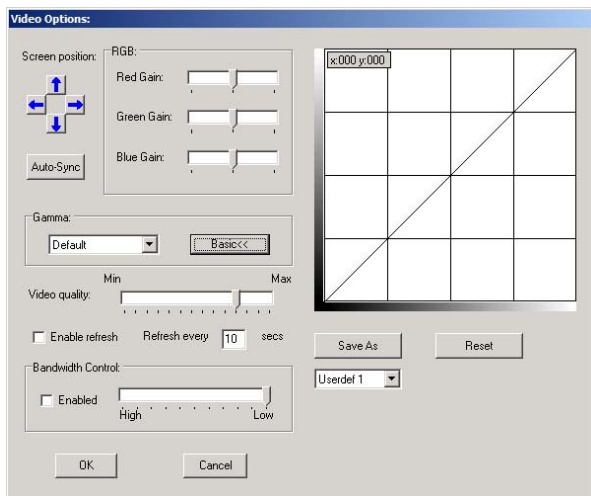 Video Options:
Screen position:
Auto-Sync
RGB:
Red Gain:
Green Gain:
Blue Gain:
Gamma:
Default
Basic<<
Min
Max
Video quality:
Enable refresh
Refresh every 10 secs
Bandwidth Control:
Enabled
High
Low
OK
Cancel
x:000 y:000
Save As
Reset
Userdef 1